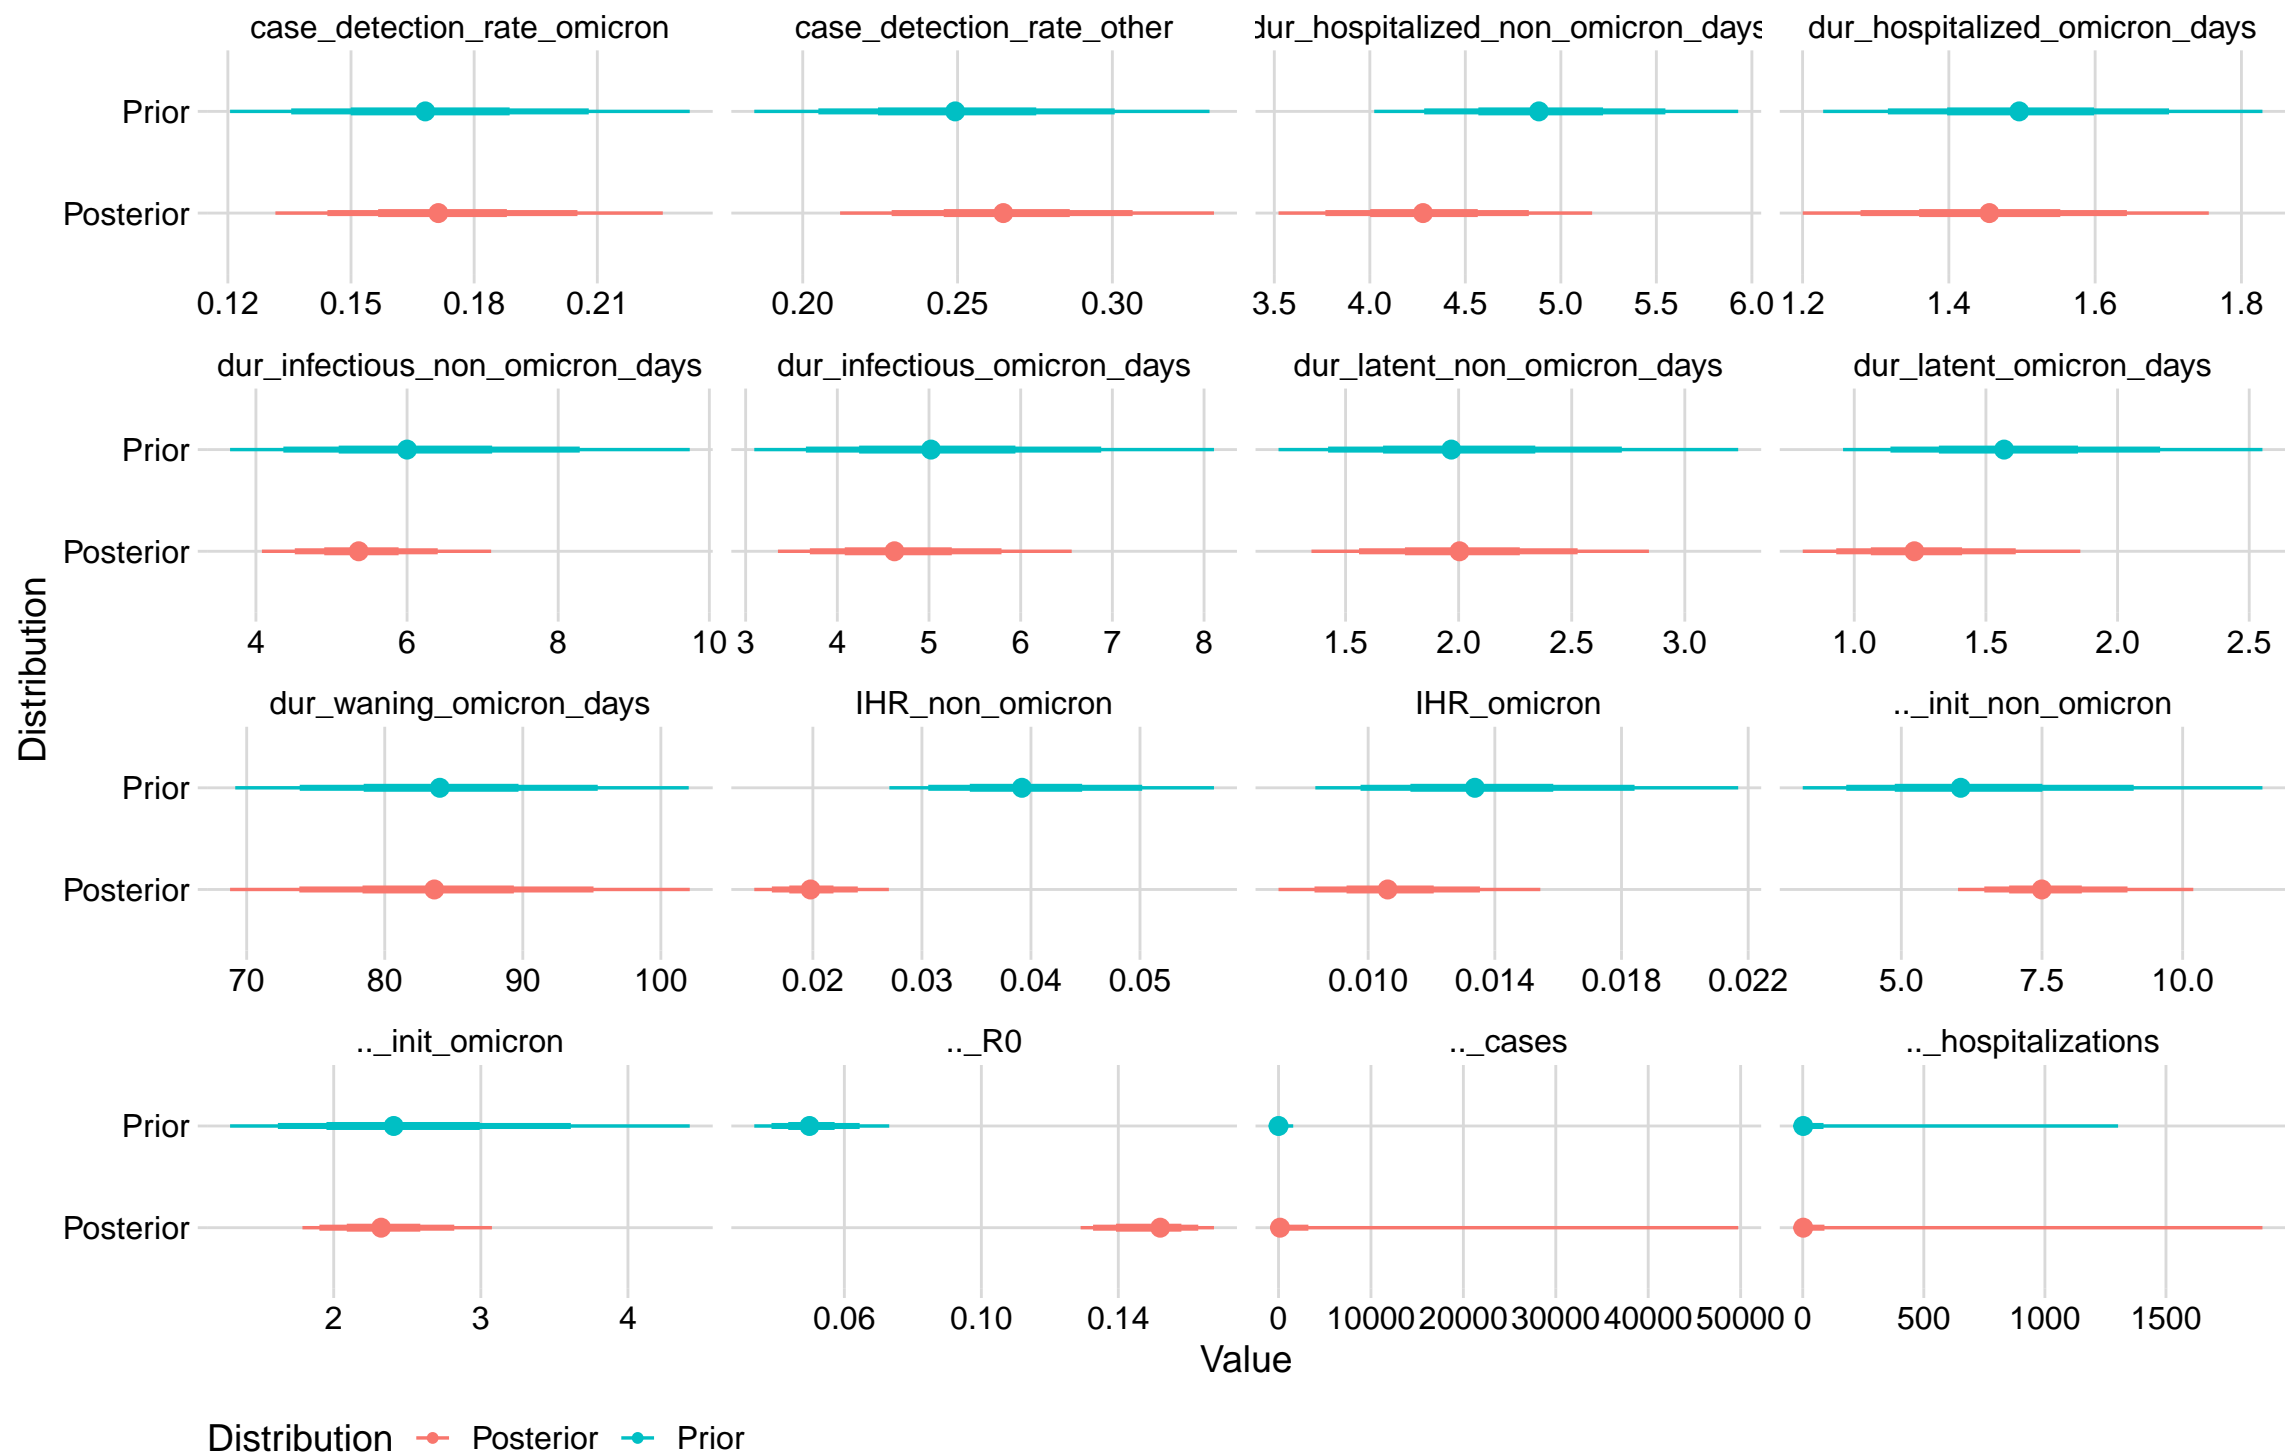 case_detection_rate_omicron case_detection_rate_other dur_hospitalized_non_omicron_days dur_hospitalized_omicron_days
Prior
Posterior
0.12 0.15 0.18 0.21 0.20 0.25 0.30 3.5 4.0 4.5 5.0 5.5 6.0 1.2 1.4 1.6 1.8
dur_infectious_non_omicron_days dur_infectious_omicron_days dur_latent_non_omicron_days dur_latent_omicron_days
Prior
Posterior
4 6 8 10 3 4 5 6 7 8 1.5 2.0 2.5 3.0 1.0 1.5 2.0 2.5
Distribution
dur_waning_omicron_days IHR_non_omicron IHR_omicron .._init_non_omicron
Prior
Posterior
70 80 90 100 0.02 0.03 0.04 0.05 0.010 0.014 0.018 0.022 5.0 7.5 10.0
.._init_omicron .._R0 .._cases .._hospitalizations
Prior
Posterior
2 3 4 0.06 0.10 0.14 0 10000 20000 30000 40000 50000 0 500 1000 1500
Value
Distribution Posterior Prior